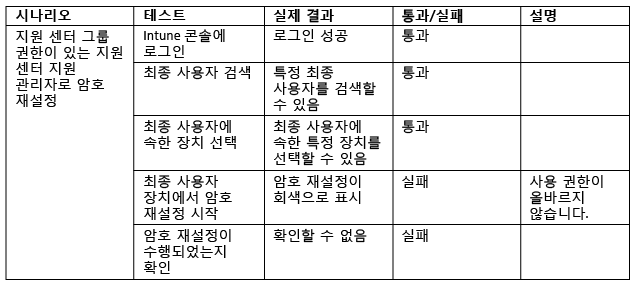 시나리오 테스트 실제 결과 통과/실패 설명
지원 센터 그룹
권한이 있는 지원
센터 지원
관리자로 암호
재설정
Intune 콘솔에
로그인
로그인 성공
통과
최종 사용자 검색
특정 최종
사용자를 검색할
수 있음
통과
최종 사용자에
속한 장치 선택
최종 사용자에
속한 특정 장치를
선택할 수 있음
통과
최종 사용자
장치에서 암호
재설정 시작
암호 재설정이
회색으로 표시
실패
사용 권한이
올바르지
않습니다.
암호 재설정이
수행되었는지
확인
확인할 수 없음
실패